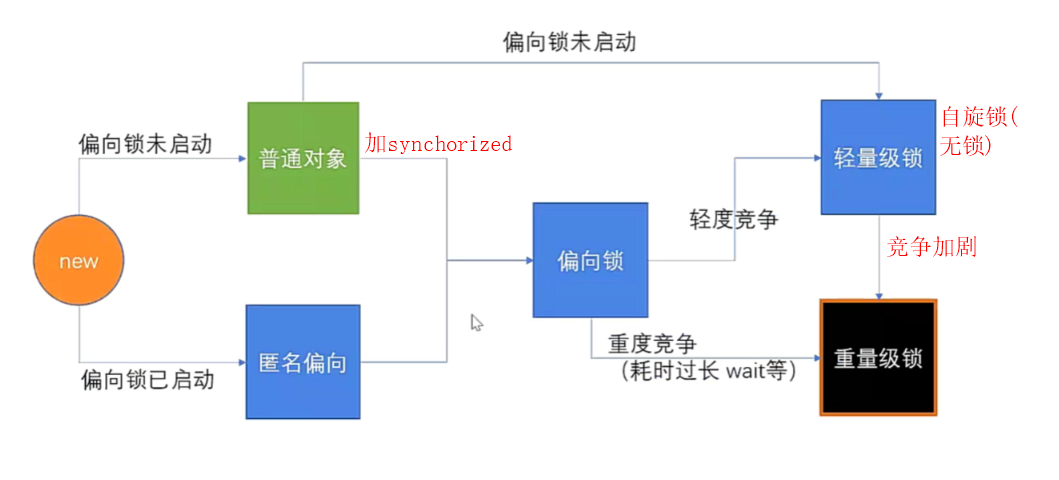 偏向锁未启动
偏向锁未启动
普通对象
加synchorized
轻量级锁
自旋锁(
无锁)
new
偏向锁
轻度竞争
竞争加剧
偏向锁已启动
匿名偏向
重度竞争
（耗时过长 wait等）
重量级锁